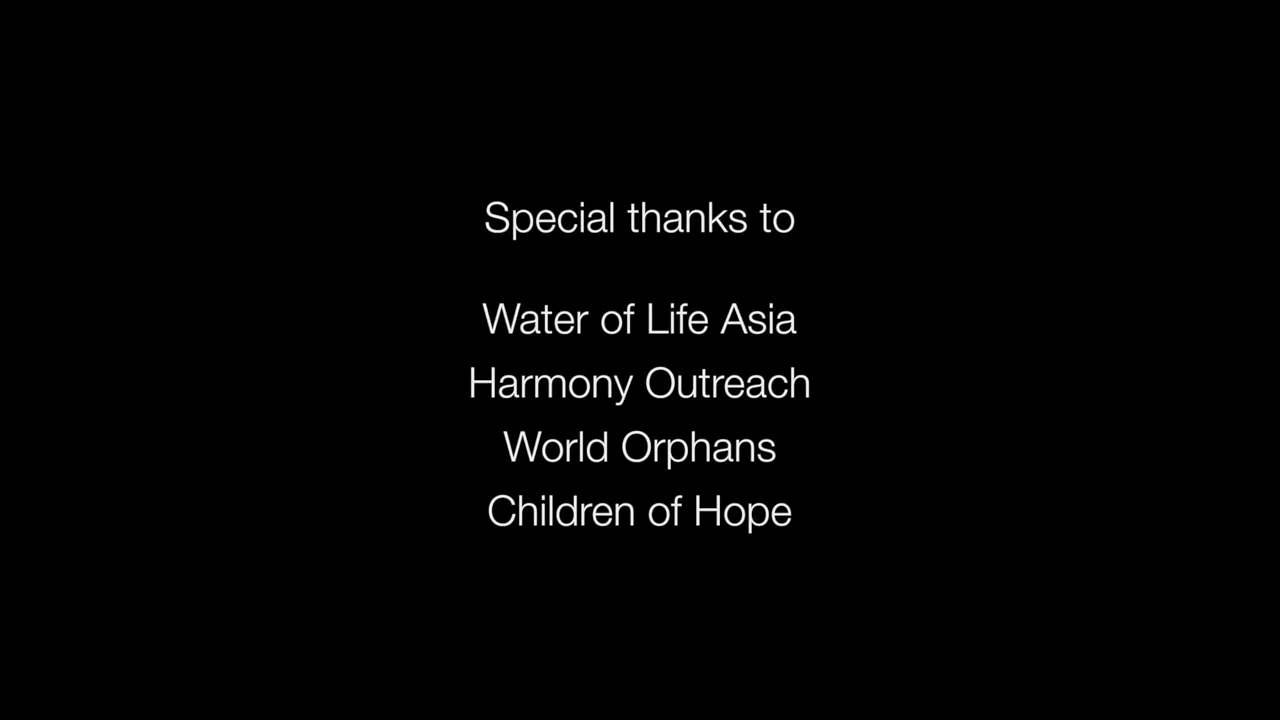 Special thanks to
Water of Life Asia
Harmony Outreach
World Orphans
Children of Hope